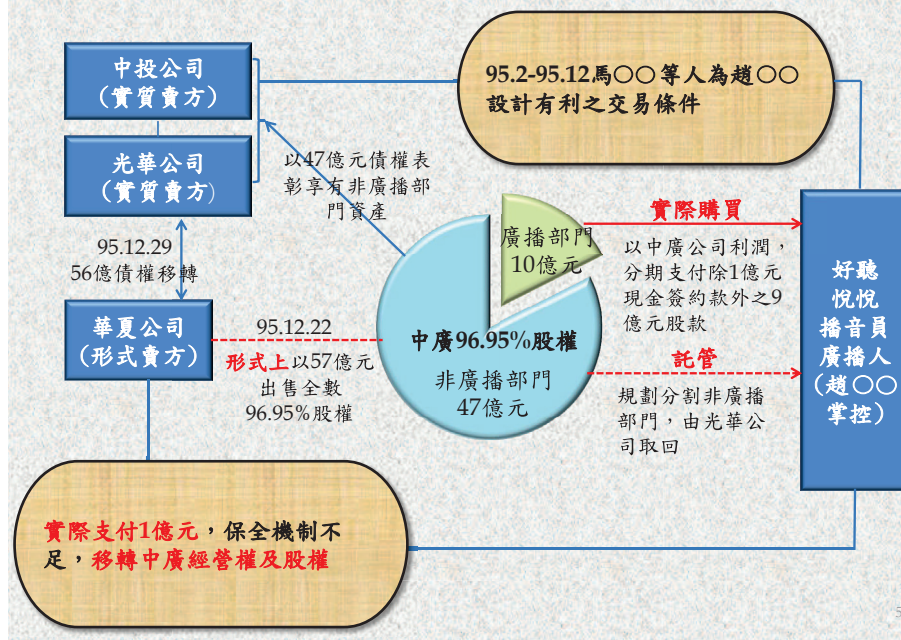 中投公司
（實質賣方）
95.2-95.12馬〇〇等人為趙〇〇
設計有利之交易條件
光華公司
（實質賣方）
以47億元債權表
彰享有非廣播部
門資產
廣播部門
10億元
實際購買
以中廣公司利潤，
分期支付除1億元
現金簽約款外之9
億元股款
95.12.29
56億債權移轉
好聽
悅悅
播音員
廣播人
（趙〇〇
掌控）
華夏公司
（形式賣方）
95.12.22
形式上以57億元
出售全數
96.95%股權
中廣96.95%股權
非廣播部門
47億元
託管
規劃分割非廣播
部門，由光華公
司取回
實際支付1億元，保全機制不
足，移轉中廣經營權及股權
5